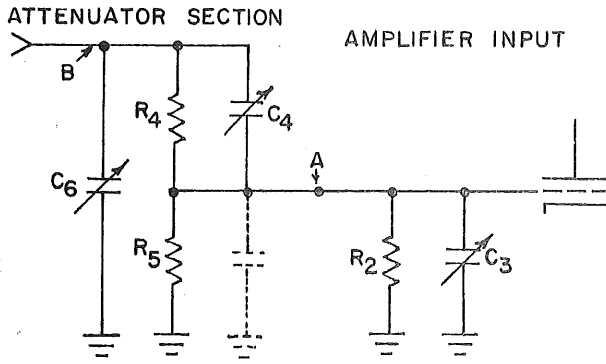 ATTENUATOR SECTION
AMPLIFIER INPUT
B
R4
C4
A
C6
R5
R2
C3